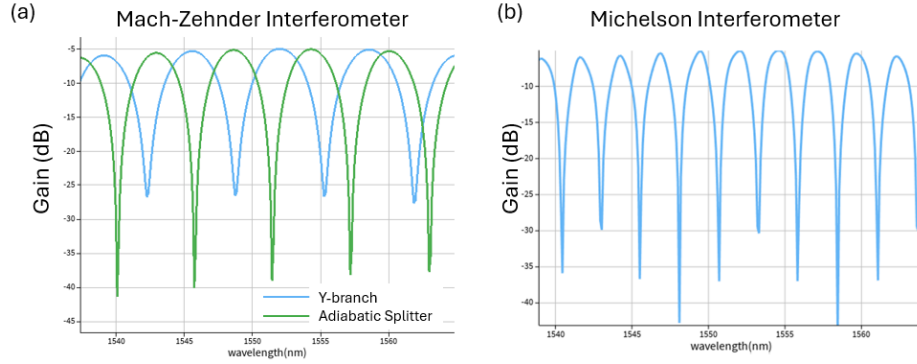 (a)
Mach-Zehnder Interferometer
Gain (dB)
-5
-10
-15
-20
-25
-30
-35
-40
-45
1540
1545
1550
1555
1560
wavelength(nm)
Y-branch
Adiabatic Splitter
(b)
Michelson Interferometer
Gain (dB)
-10
-15
-20
-25
-30
-35
-40
1540
1545
1550
1555
1560
wavelength(nm)